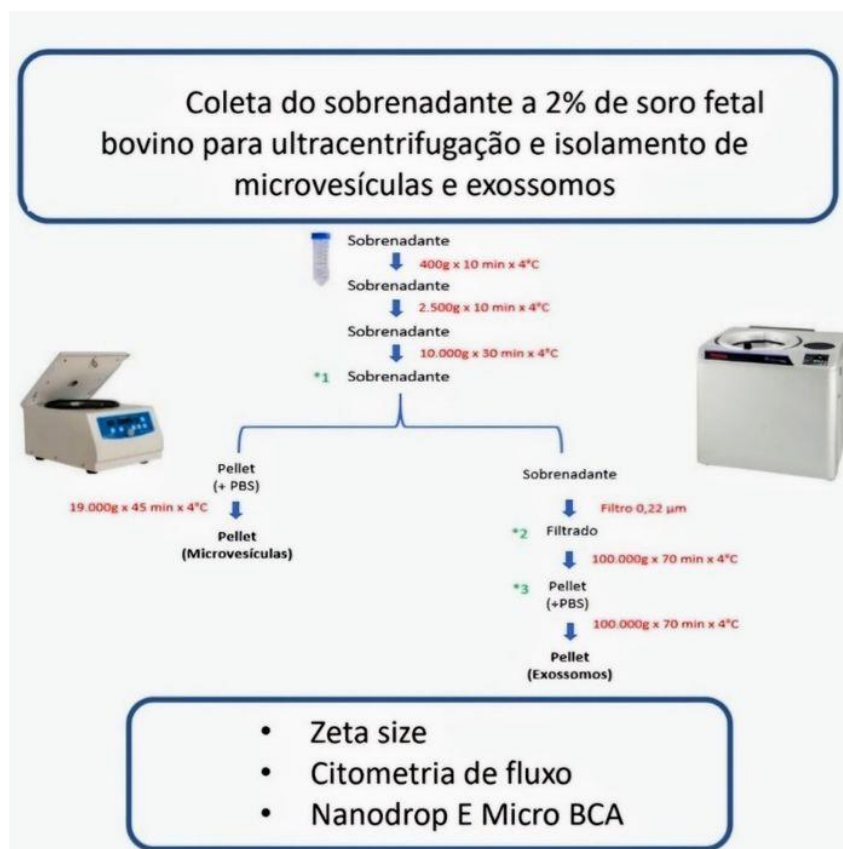 Coleta do sobrenadante a 2% de soro fetal
bovino para ultracentrifugação e isolamento de
microvesículas e exossomos
Sobrenadante
400g x 10 min x 4°C
Sobrenadante
2.500g x 10 min x 4°C
Sobrenadante
10.000g x 30 min x 4°C
*1 Sobrenadante
Pellet
(+ PBS)
19.000g x 45 min x 4°C
Pellet
(Microvesículas)
Sobrenadante
Filtro 0,22 µm
*2 Filtrado
100.000g x 70 min x 4°C
*3 Pellet
(+PBS)
100.000g x 70 min x 4°C
Pellet
(Exossomos)
• Zeta size
• Citometria de fluxo
• Nanodrop E Micro BCA